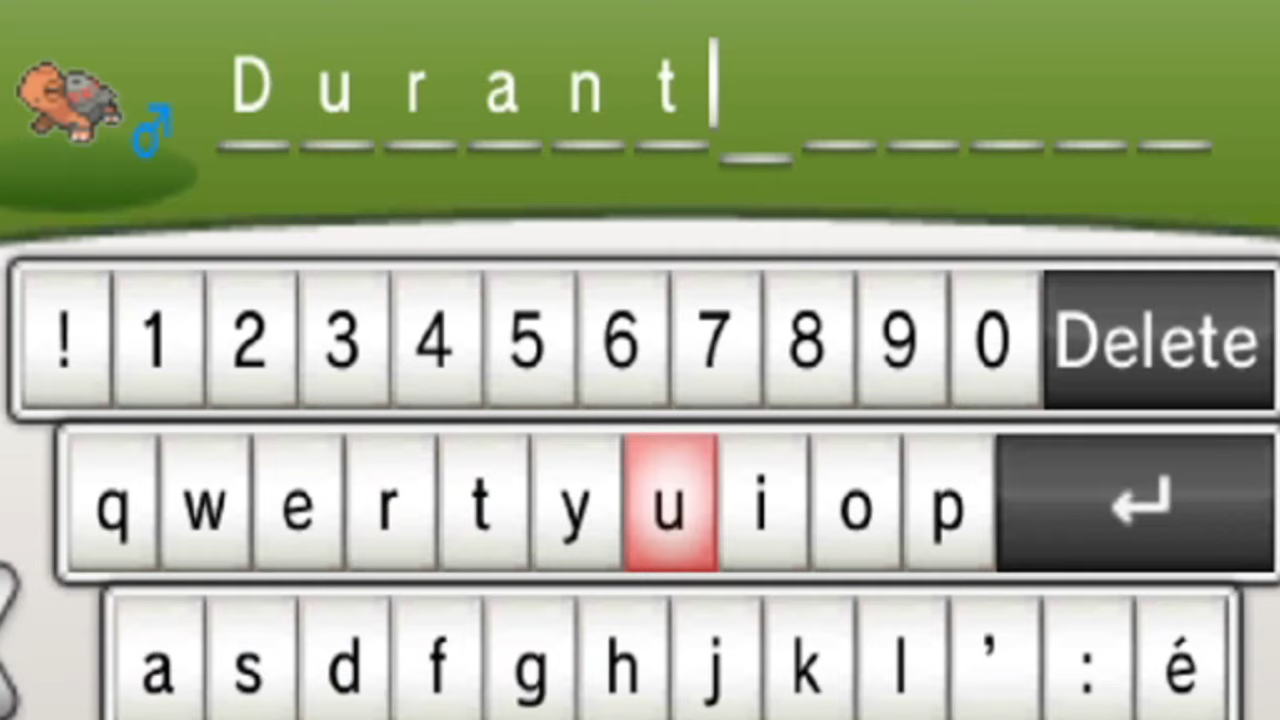 Durant
! 1 2 3 4 5 6 7 8 9 0 Delete
q w e r t y u i o p
a s d f g h j k l ’ : é